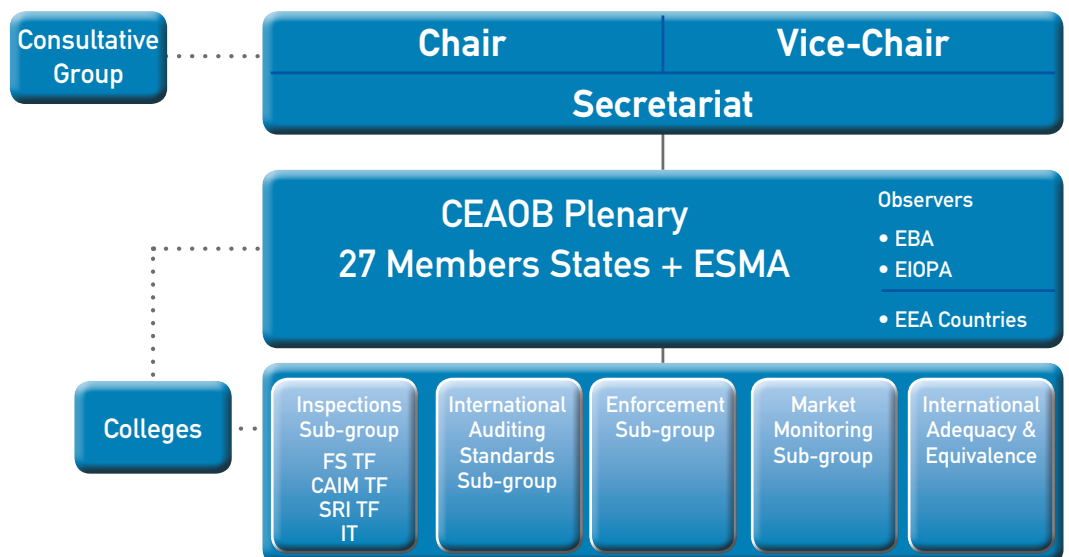 Consultative
Group
Chair
Vice-Chair
Secretariat
CEAOB Plenary
27 Members States + ESMA
Observers
• EBA
• EIOPA
• EEA Countries
Colleges
Inspections
Sub-group
FS TF
CAIM TF
SRI TF
IT
International
Auditing
Standards
Sub-group
Enforcement
Sub-group
Market
Monitoring
Sub-group
International
Adequacy &
Equivalence